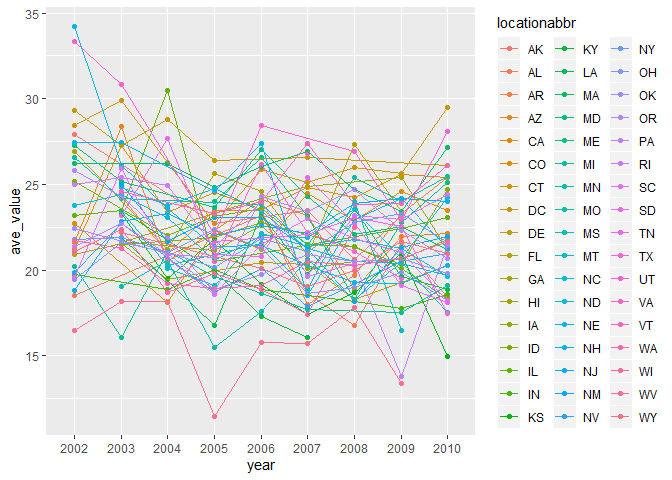 35
30
25
20
15
ave_value
2002 2003 2004 2005 2006 2007 2008 2009 2010
year
locationabbr
AK KY NY
AL LA OH
AR MA OK
AZ MD OR
CA ME PA
CO MI RI
CT MN SC
DC MO SD
DE MS TN
FL MT TX
GA NC UT
HI ND VA
IA NE VT
ID NH WA
IL NJ WI
IN NM WV
KS NV WY